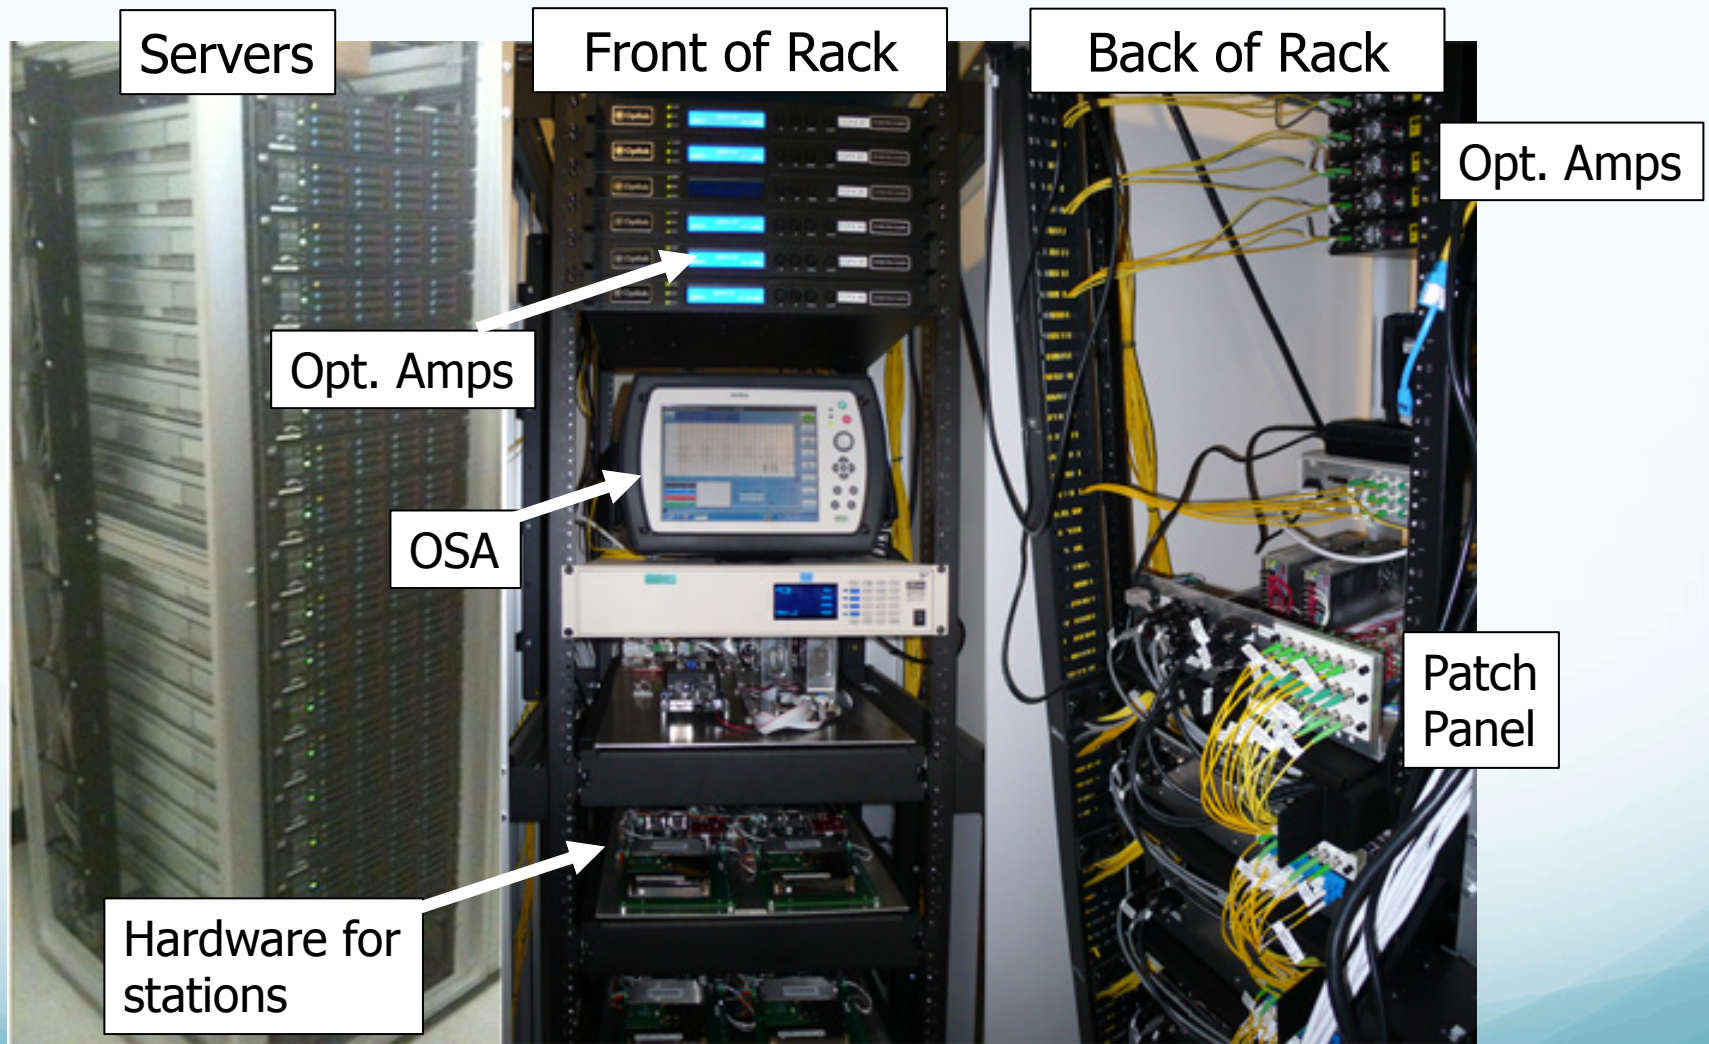 Servers
Front of Rack
Back of Rack
Opt. Amps
Opt. Amps
OSA
Patch
Panel
Hardware for
stations